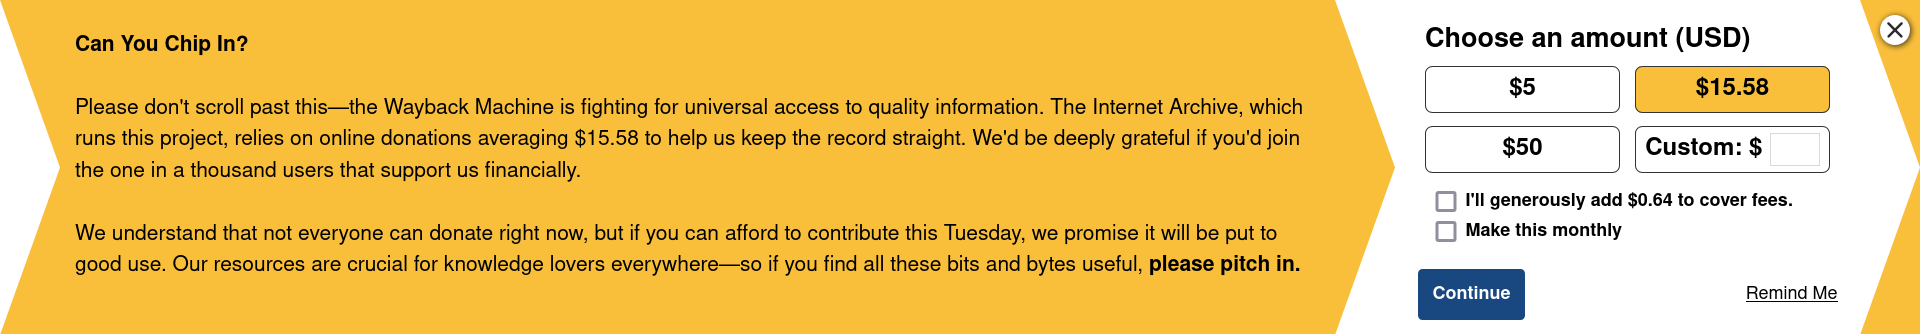 Can You Chip In?
Please don't scroll past this—the Wayback Machine is fighting for universal access to quality information. The Internet Archive, which
runs this project, relies on online donations averaging $15.58 to help us keep the record straight. We'd be deeply grateful if you'd join
the one in a thousand users that support us financially.
We understand that not everyone can donate right now, but if you can afford to contribute this Tuesday, we promise it will be put to
good use. Our resources are crucial for knowledge lovers everywhere—so if you find all these bits and bytes useful, please pitch in.
Choose an amount (USD)
$5
$15.58
$50
Custom: $
I'll generously add $0.64 to cover fees.
Make this monthly
Continue
Remind Me